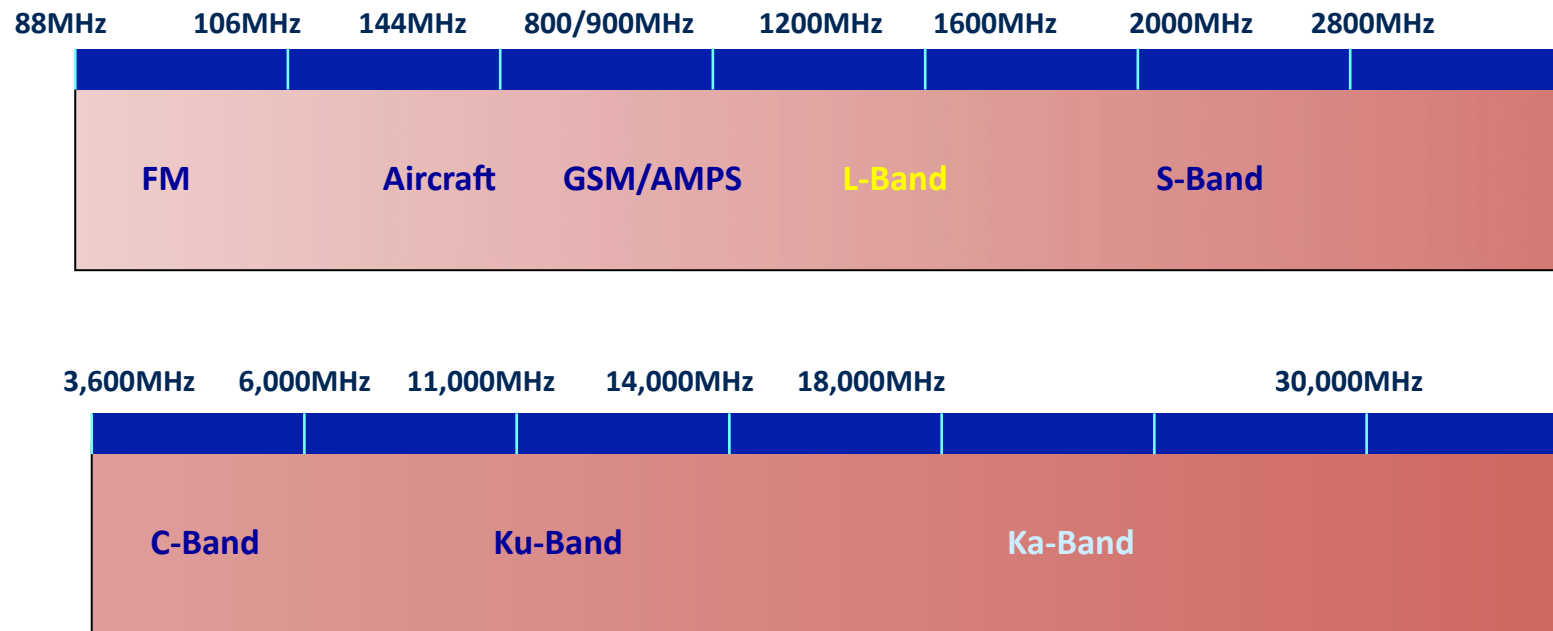 88MHz 106MHz 144MHz 800/900MHz 1200MHz 1600MHz 2000MHz 2800MHz
FM Aircraft GSM/AMPS L-Band S-Band
3,600MHz 6,000MHz 11,000MHz 14,000MHz 18,000MHz 30,000MHz
C-Band Ku-Band Ka-Band